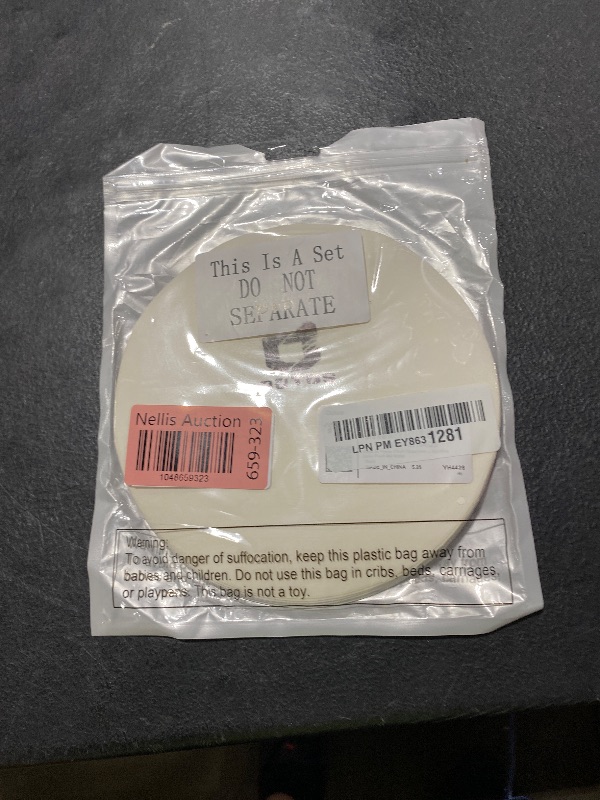 This Is A Set
DO NOT
SEPARATE
Nellis Auction
1046659323
659-323
LPN PM EY863 1281
Warning:
To avoid danger of suffocation, keep this plastic bag away from
babies and children. Do not use this bag in cribs, beds, carriages,
or playpens. This bag is not a toy.